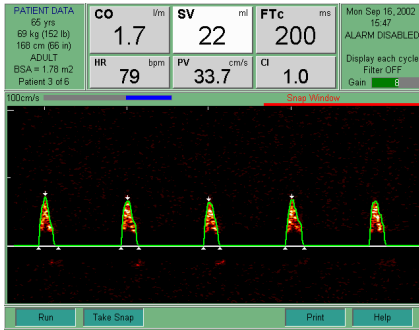 PATIENT DATA
65 yrs
69 kg (152 lb)
168 cm (66 in)
ADULT
BSA = 1.78 m2
Patient 3 of 6
CO l/m
1.7
SV ml
22
FTc ms
200
HR bpm
79
PV cm/s
33.7
CI
1.0
Mon Sep 16, 2002
15:47
ALARM DISABLED
Display each cycle
Filter OFF
Gain 8
100cm/s
Snap Window
Run
Take Snap
Print
Help